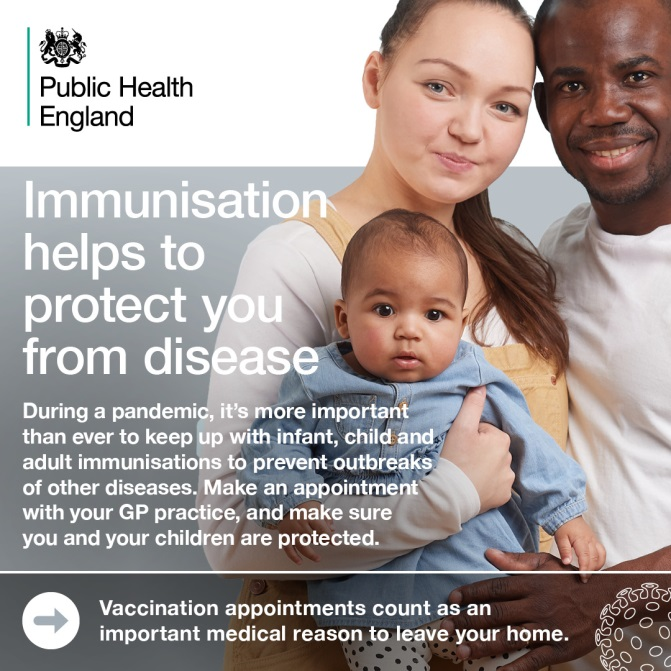 Public Health
England
Immunisation
helps to
protect you
from disease
During a pandemic, it’s more important
than ever to keep up with infant, child and
adult immunisations to prevent outbreaks
of other diseases. Make an appointment
with your GP practice, and make sure
you and your children are protected.
Vaccination appointments count as an
important medical reason to leave your home.